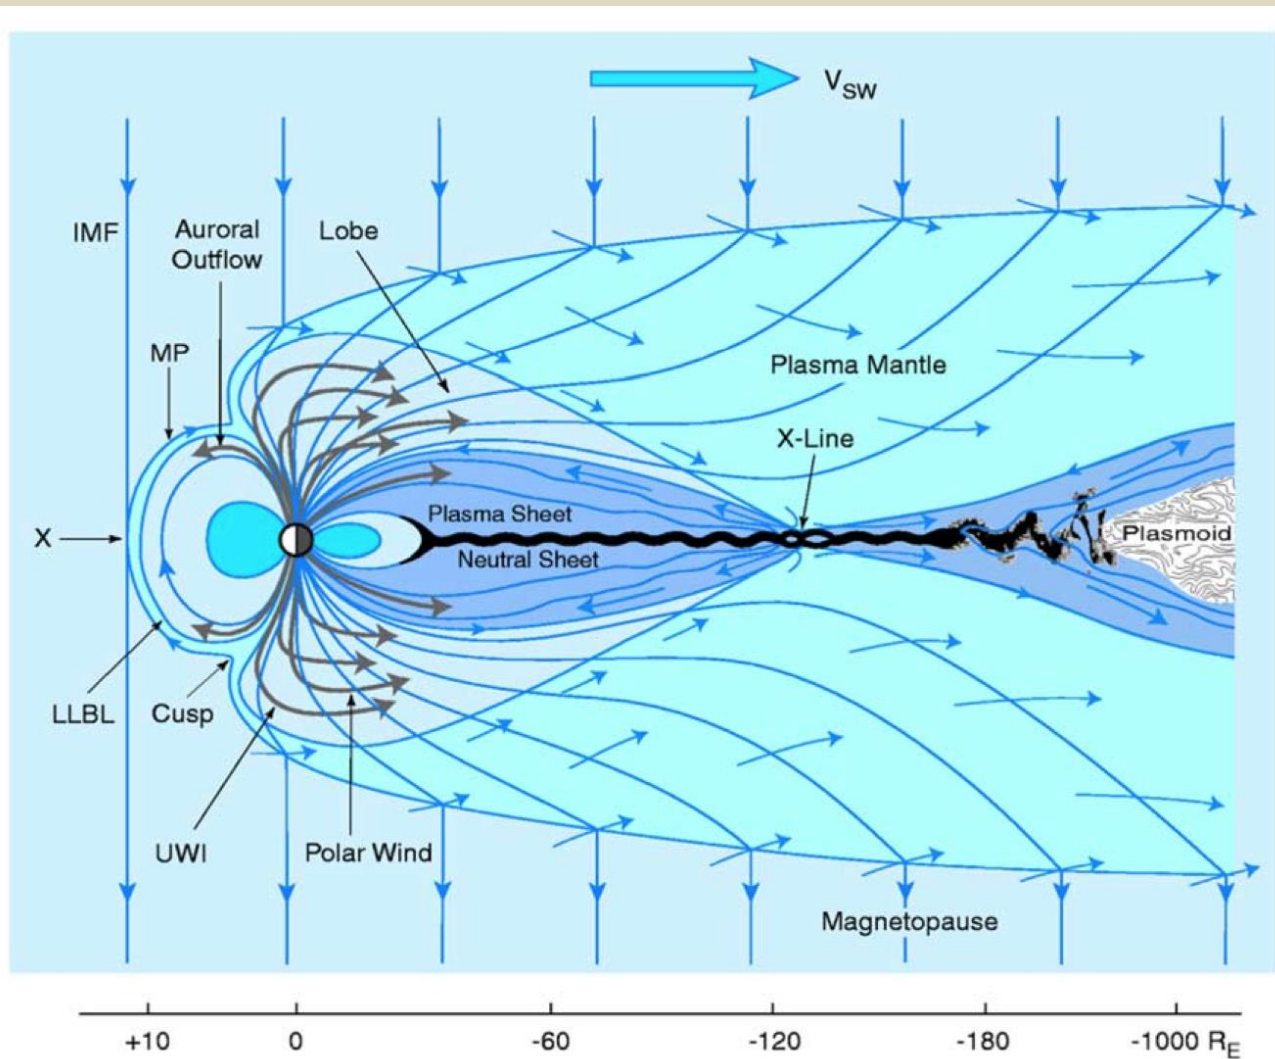 V_SW
IMF
Auroral
Outflow
Lobe
MP
Plasma Mantle
X-Line
Plasma Sheet
X
Plasmoid
Neutral Sheet
LLBL
Cusp
UWI
Polar Wind
Magnetopause
+10 0 -60 -120 -180 -1000 R_E